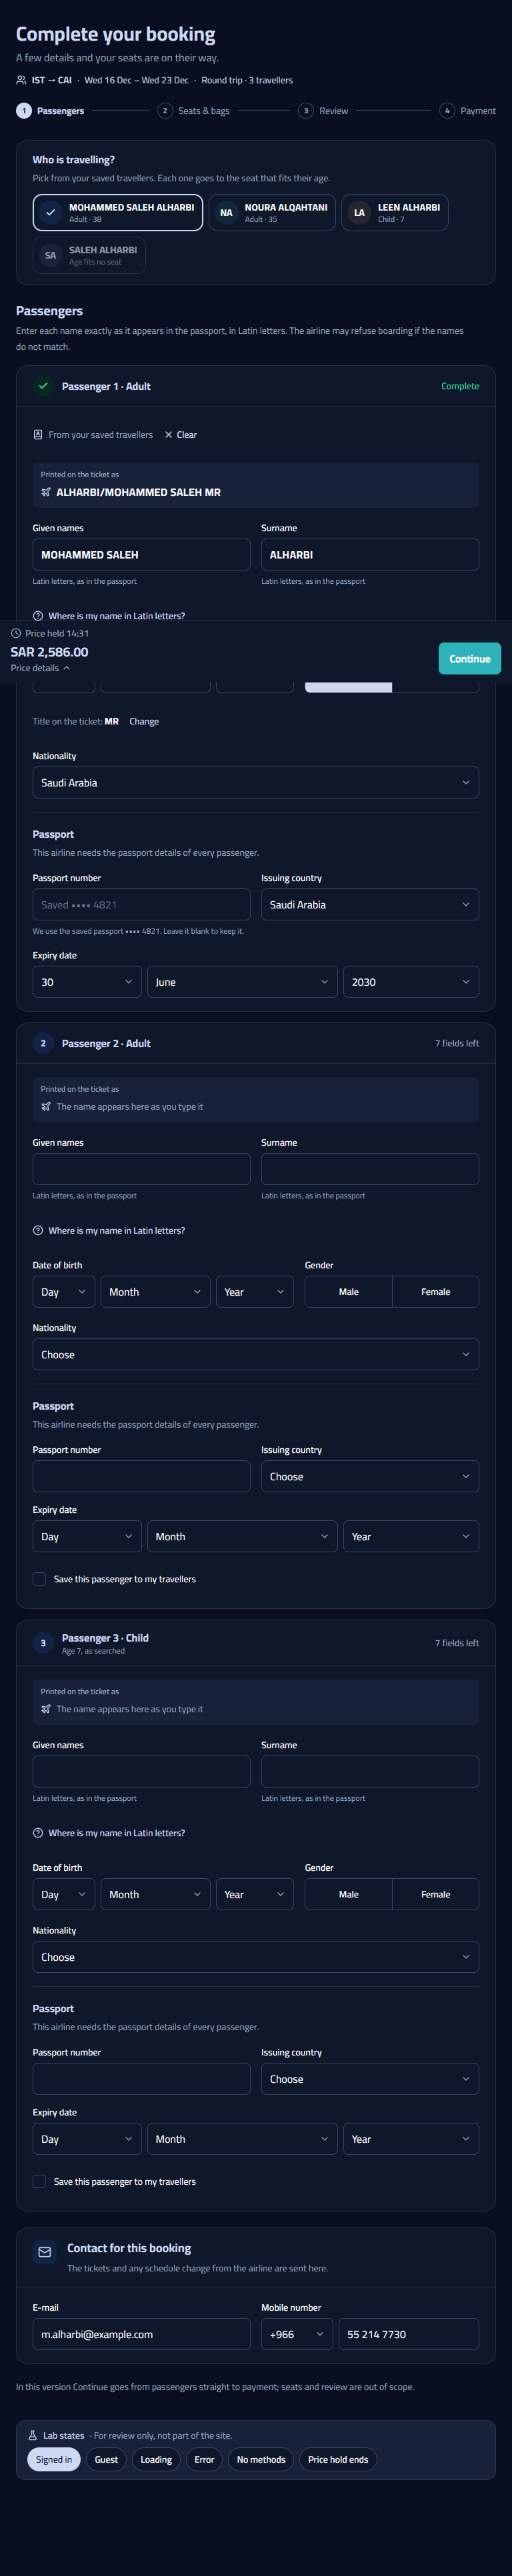 Complete your booking
A few details and your seats are on their way.
IST → CAI · Wed 16 Dec – Wed 23 Dec · Round trip · 3 travellers
1 Passengers
2 Seats & bags
3 Review
4 Payment
Who is travelling?
Pick from your saved travellers. Each one goes to the seat that fits their age.
MOHAMMED SALEH ALHARBI
Adult · 38
NA NOURA ALQAHTANI
Adult · 35
LA LEEN ALHARBI
Child · 7
SA SALEH ALHARBI
Age fits no seat
Passengers
Enter each name exactly as it appears in the passport, in Latin letters. The airline may refuse boarding if the names
do not match.
Passenger 1 · Adult
Complete
From your saved travellers
Clear
Printed on the ticket as
ALHARBI/MOHAMMED SALEH MR
Given names
Surname
MOHAMMED SALEH
ALHARBI
Latin letters, as in the passport
Latin letters, as in the passport
Where is my name in Latin letters?
Price held 14:31
SAR 2,586.00
Price details
Continue
Title on the ticket: MR
Change
Nationality
Saudi Arabia
Passport
This airline needs the passport details of every passenger.
Passport number
Issuing country
Saved •••• 4821
Saudi Arabia
We use the saved passport •••• 4821. Leave it blank to keep it.
Expiry date
30
June
2030
2 Passenger 2 · Adult
7 fields left
Printed on the ticket as
The name appears here as you type it
Given names
Surname
Latin letters, as in the passport
Latin letters, as in the passport
Where is my name in Latin letters?
Date of birth
Gender
Day
Month
Year
Male
Female
Nationality
Choose
Passport
This airline needs the passport details of every passenger.
Passport number
Issuing country
Choose
Expiry date
Day
Month
Year
Save this passenger to my travellers
3 Passenger 3 · Child
Age 7, as searched
7 fields left
Printed on the ticket as
The name appears here as you type it
Given names
Surname
Latin letters, as in the passport
Latin letters, as in the passport
Where is my name in Latin letters?
Date of birth
Gender
Day
Month
Year
Male
Female
Nationality
Choose
Passport
This airline needs the passport details of every passenger.
Passport number
Issuing country
Choose
Expiry date
Day
Month
Year
Save this passenger to my travellers
Contact for this booking
The tickets and any schedule change from the airline are sent here.
E-mail
Mobile number
m.alharbi@example.com
+966
55 214 7730
In this version Continue goes from passengers straight to payment; seats and review are out of scope.
Lab states · For review only, not part of the site.
Signed in
Guest
Loading
Error
No methods
Price hold ends